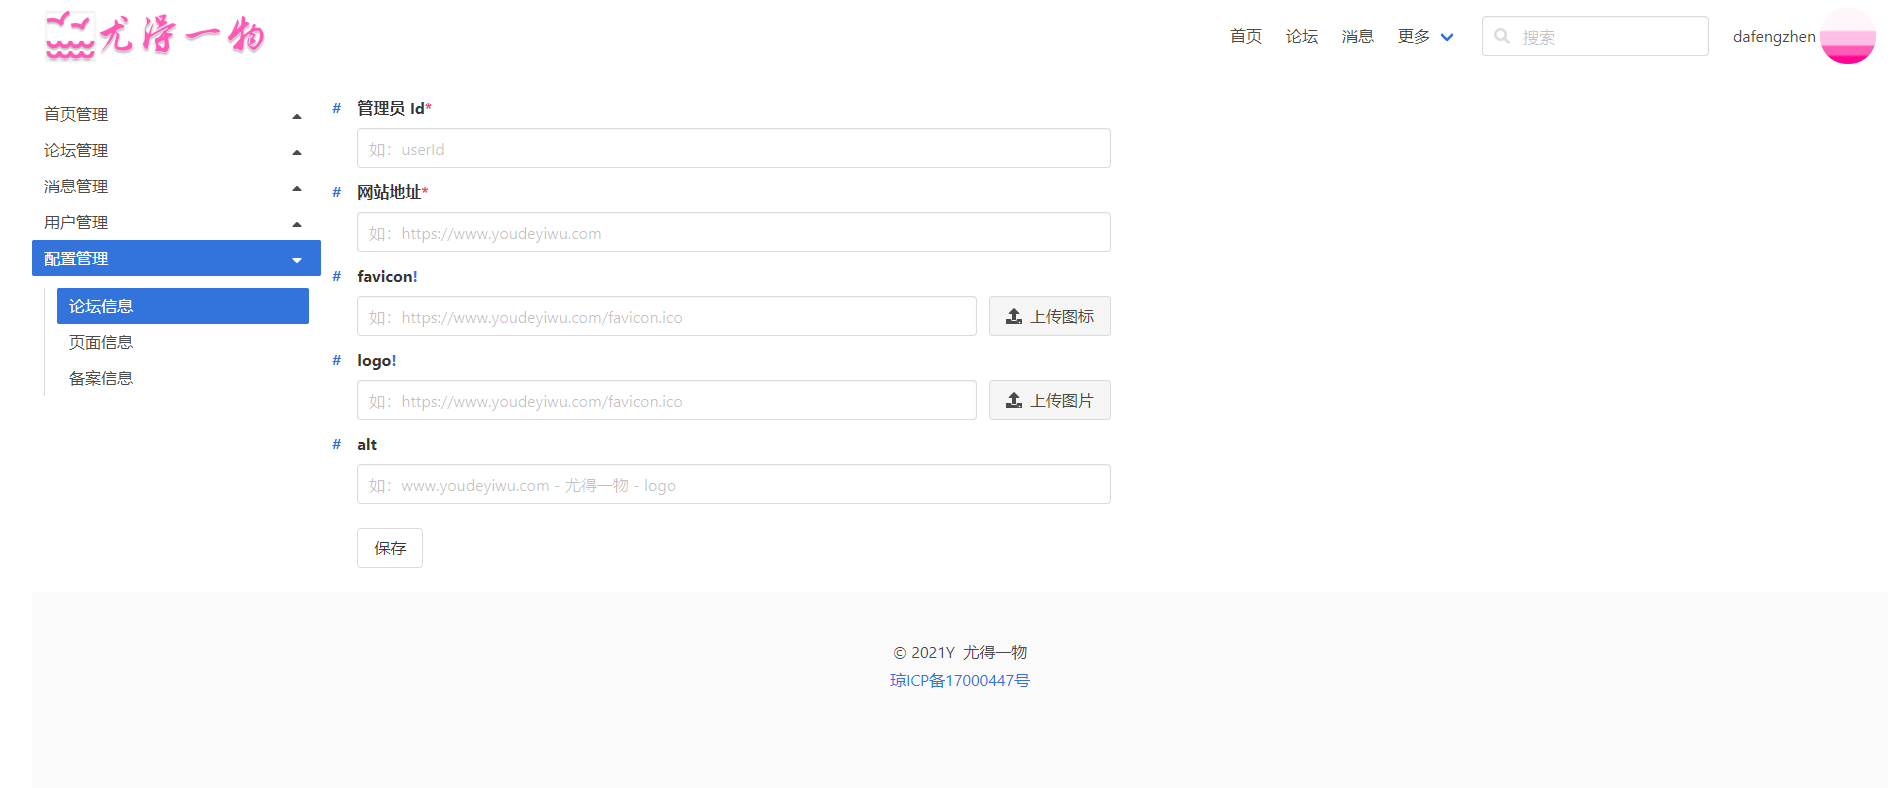 尤得一物
首页 论坛 消息 更多 搜索 dafengzhen
首页管理
论坛管理
消息管理
用户管理
配置管理
论坛信息
页面信息
备案信息
# 管理员 Id*
如：userId
# 网站地址*
如：https://www.youdeyiwu.com
# favicon!
如：https://www.youdeyiwu.com/favicon.ico 上传图标
# logo!
如：https://www.youdeyiwu.com/favicon.ico 上传图片
# alt
如：www.youdeyiwu.com - 尤得一物 - logo
保存
© 2021Y 尤得一物
琼ICP备17000447号